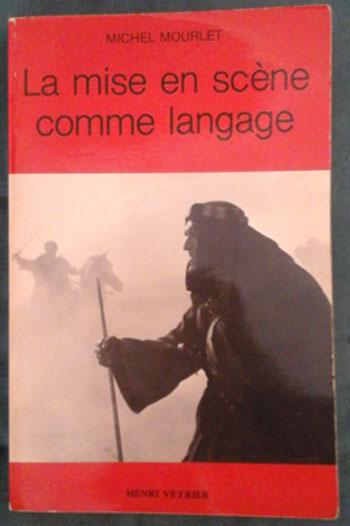 MICHEL MOURLET
La mise en scène
comme langage
HENRI VEYRIER